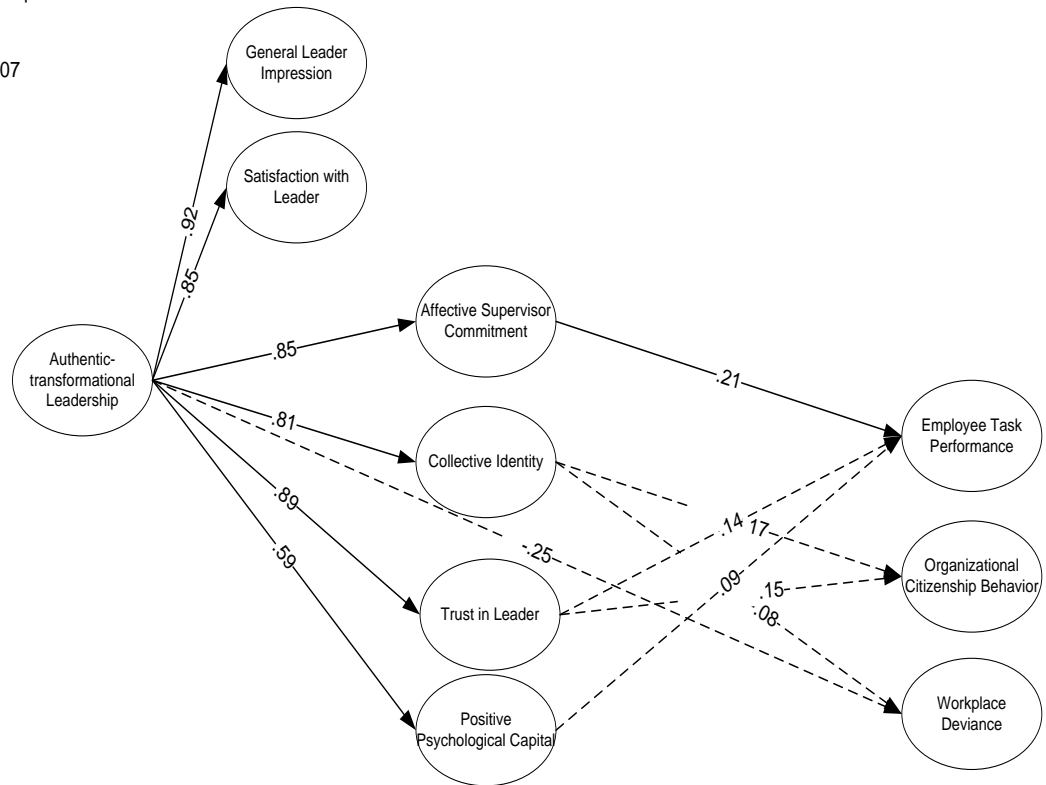 07
General Leader
Impression
Satisfaction with
Leader
.92
.85
Affective Supervisor
Commitment
.85
.21
Authentic-
transformational
Leadership
Employee Task
Performance
.81
Collective Identity
.89
.14
.17
-.25
.59
.09
Organizational
Citizenship Behavior
.15
-.08
Trust in Leader
Positive
Psychological Capital
Workplace
Deviance